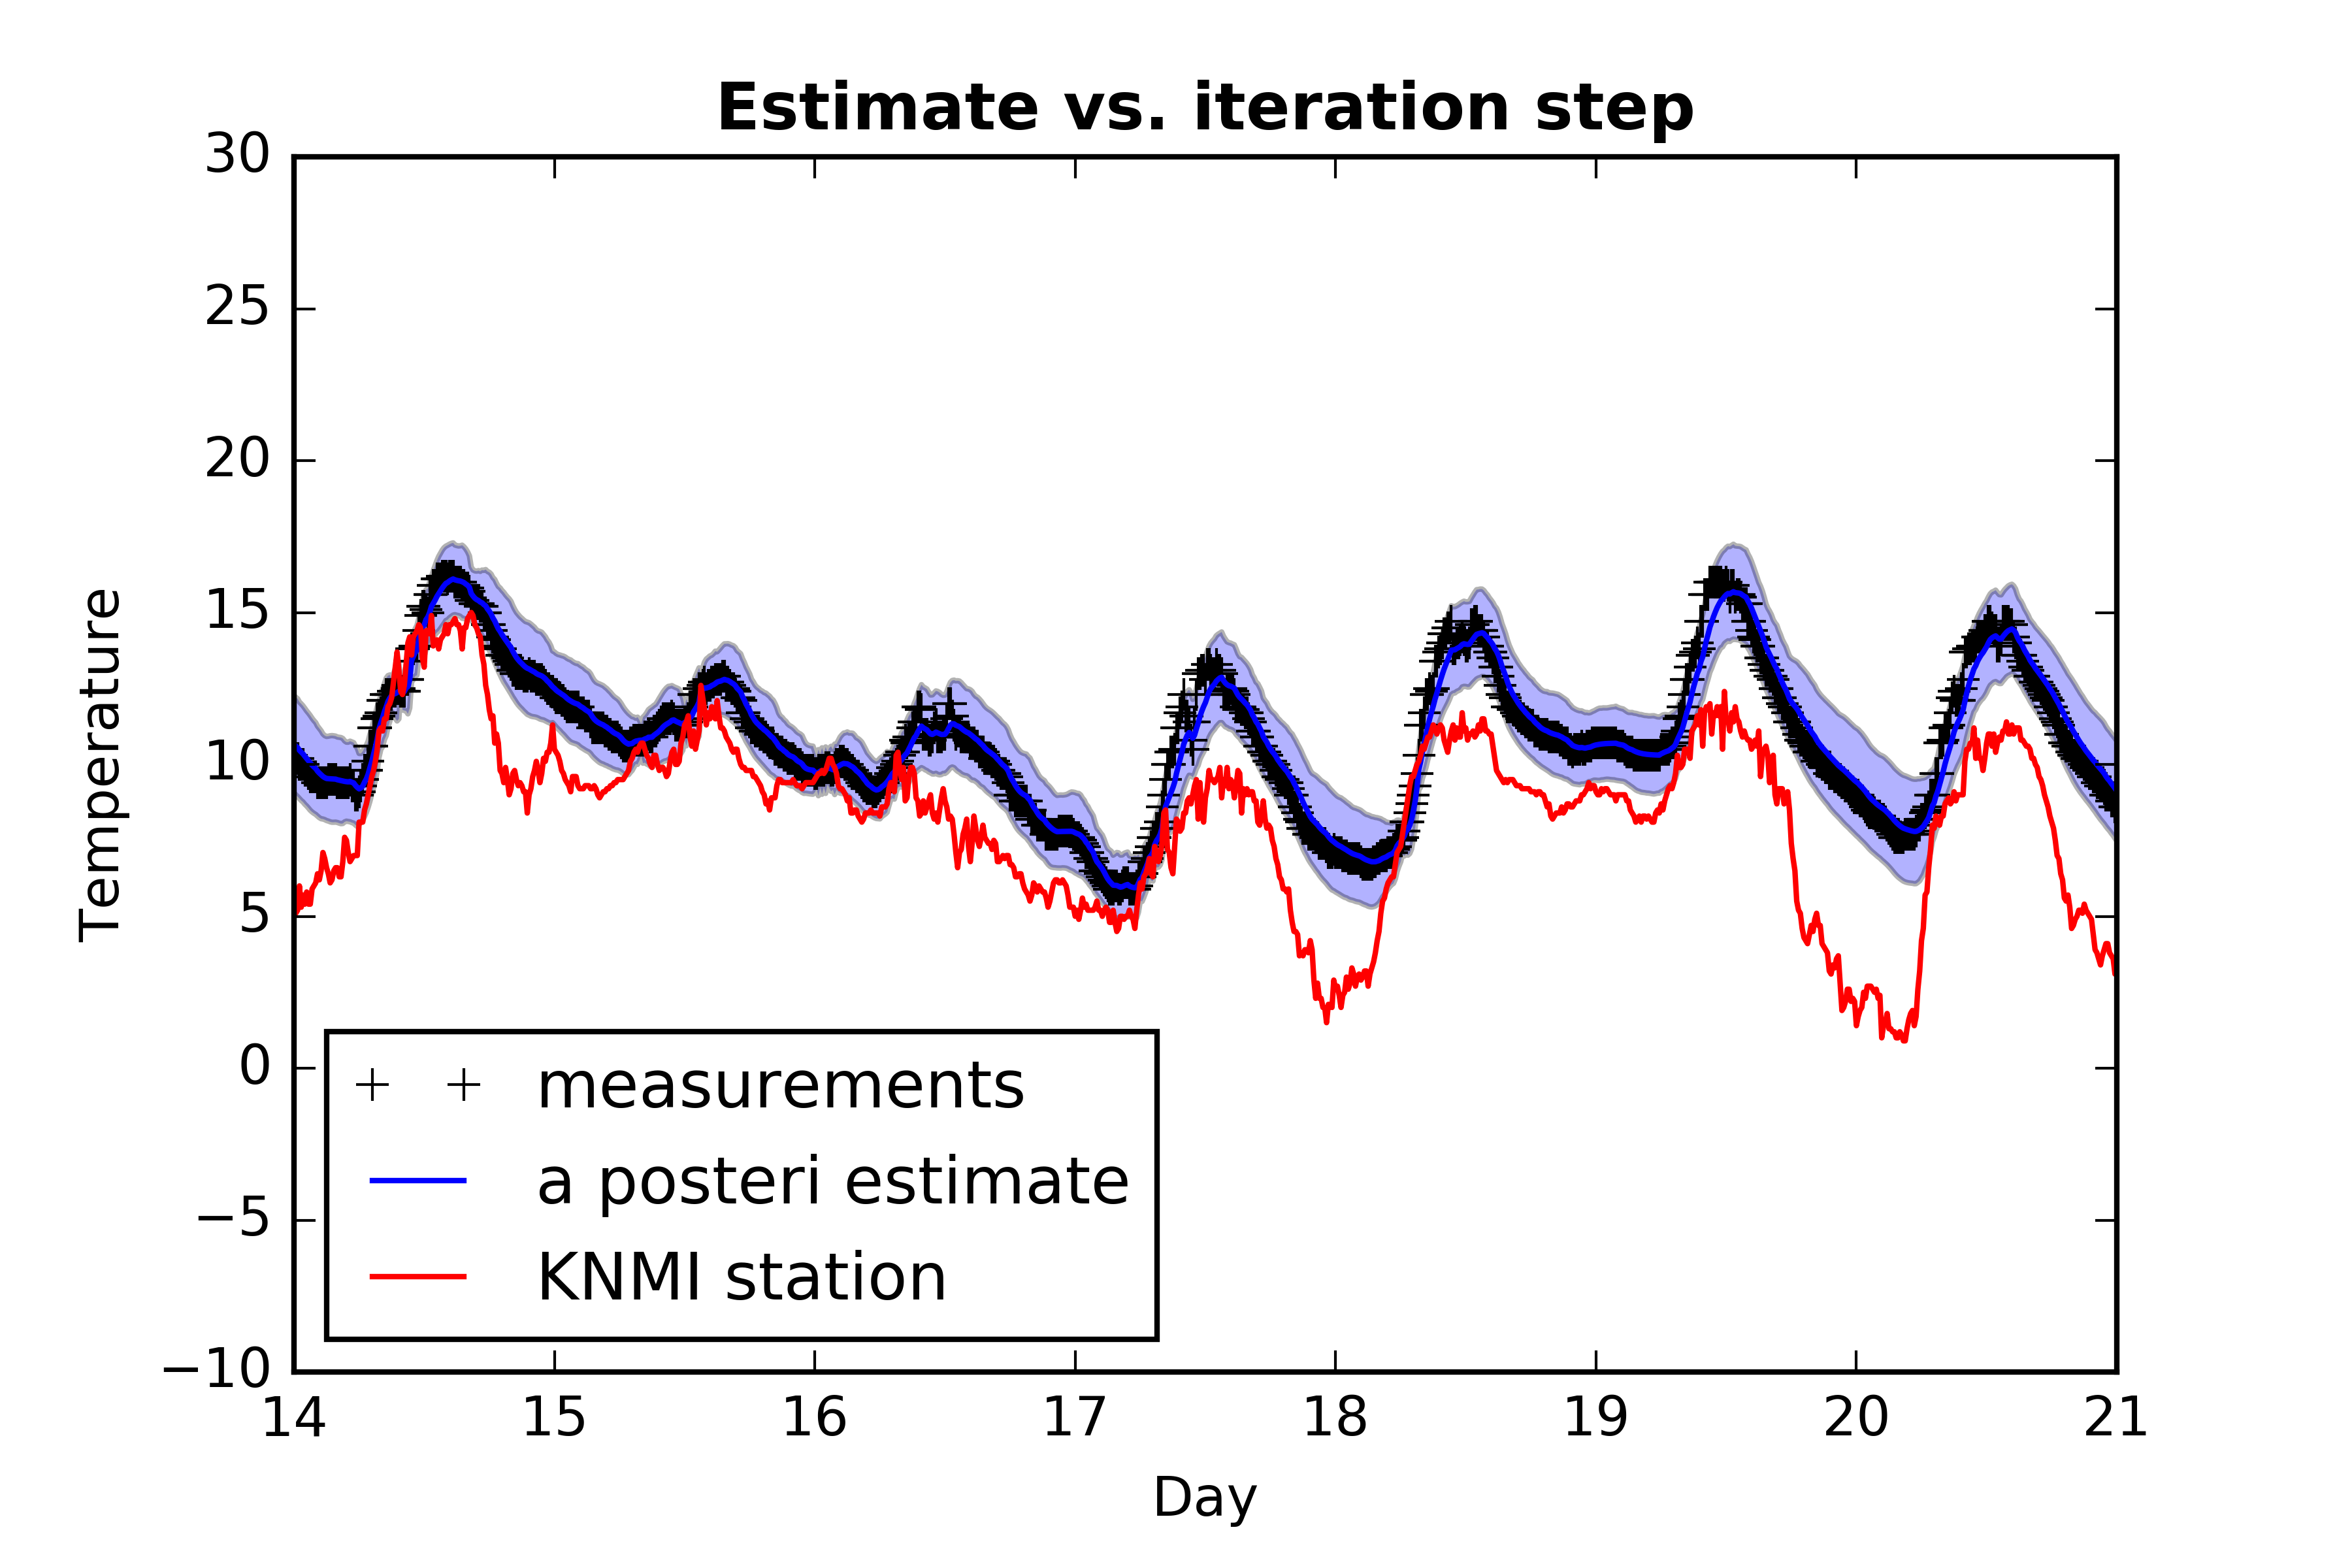 Estimate vs. iteration step
30
25
20
15
10
5
0
−5
−10
Temperature
measurements
a posteri estimate
KNMI station
14 15 16 17 18 19 20 21
Day